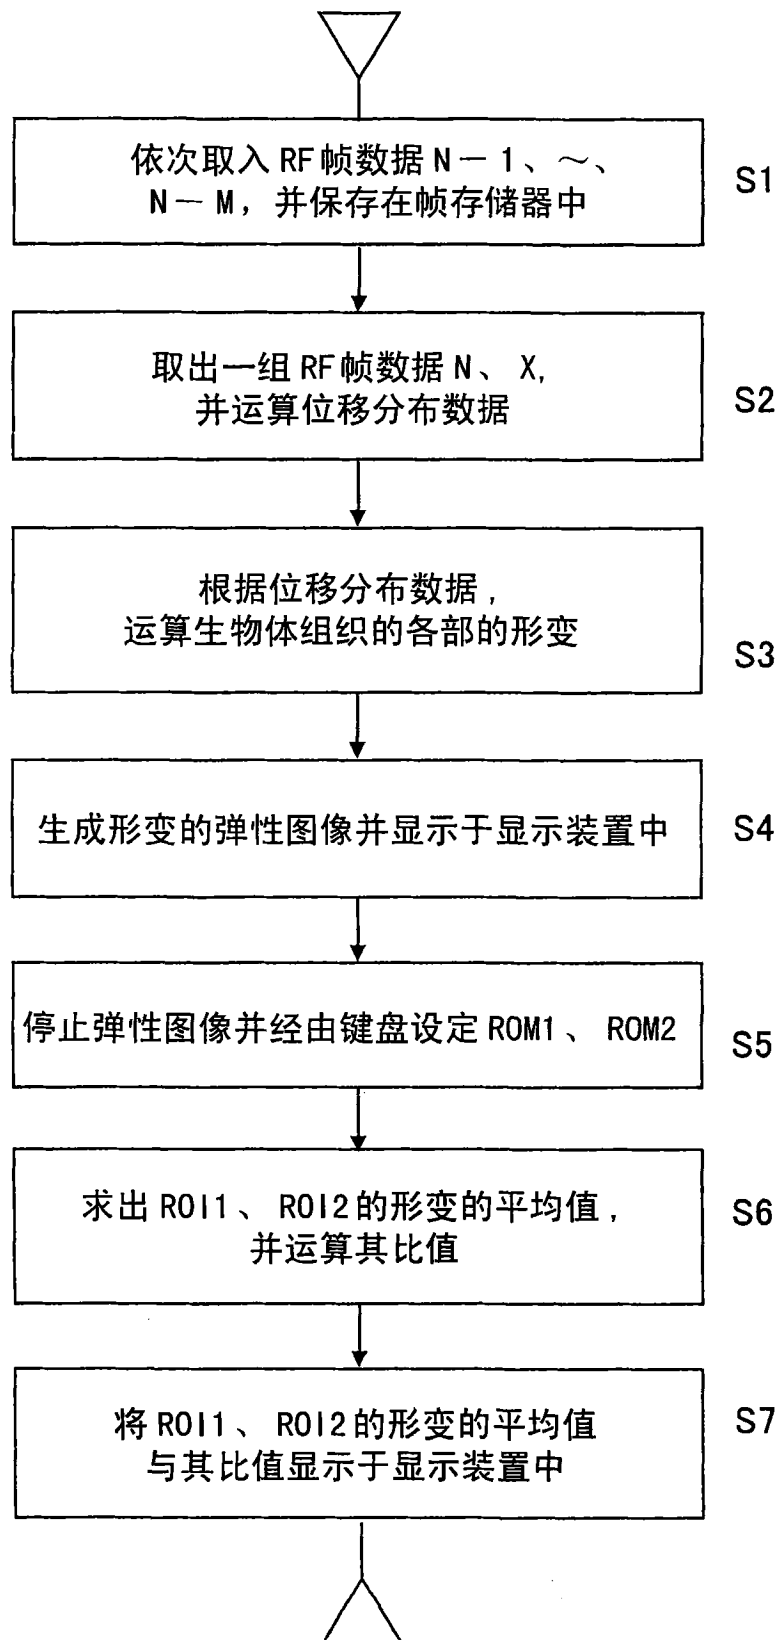 依次取入 RF 帧数据 N－1、～、
N－M，并保存在帧存储器中
S1
取出一组 RF 帧数据 N、X,
并运算位移分布数据
S2
根据位移分布数据,
运算生物体组织的各部的形变
S3
生成形变的弹性图像并显示于显示装置中
S4
停止弹性图像并经由键盘设定 ROM1、ROM2
S5
求出 ROI1、ROI2 的形变的平均值,
并运算其比值
S6
将 ROI1、ROI2 的形变的平均值
与其比值显示于显示装置中
S7